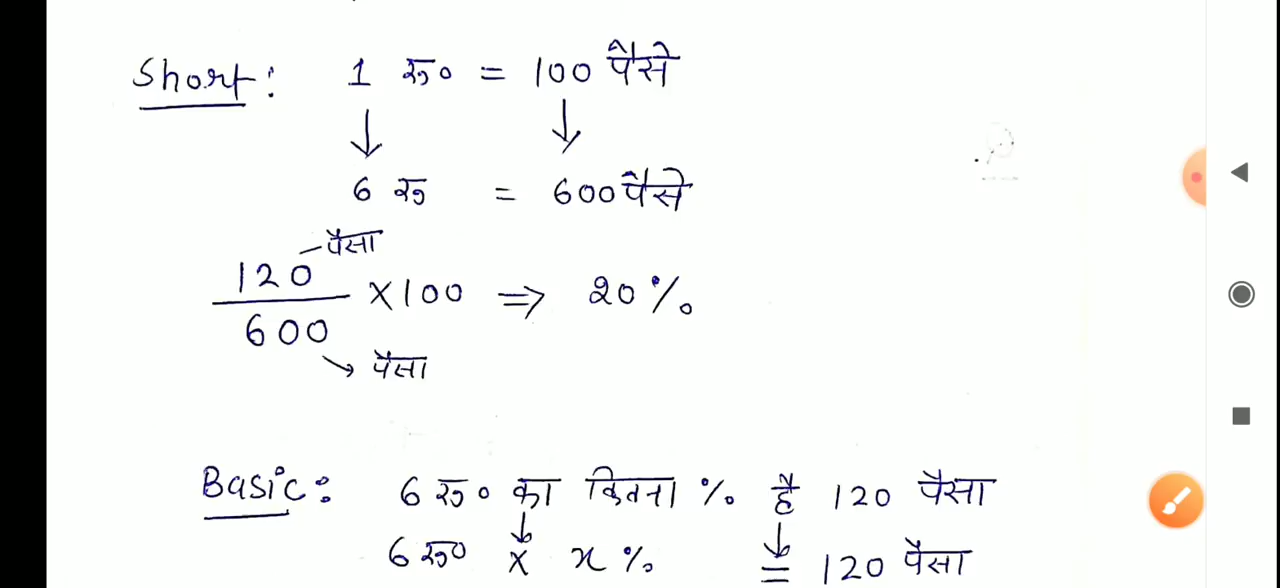 Short: 1 रु० = 100 पैसे
↓ ↓
6 रु = 600 पैसे
120 पैसा
/ 600 पैसा × 100 ⇒ 20 %
Basic: 6 रु० का कितना % है 120 पैसा
↓ ↓
6 रु० × x % = 120 पैसा